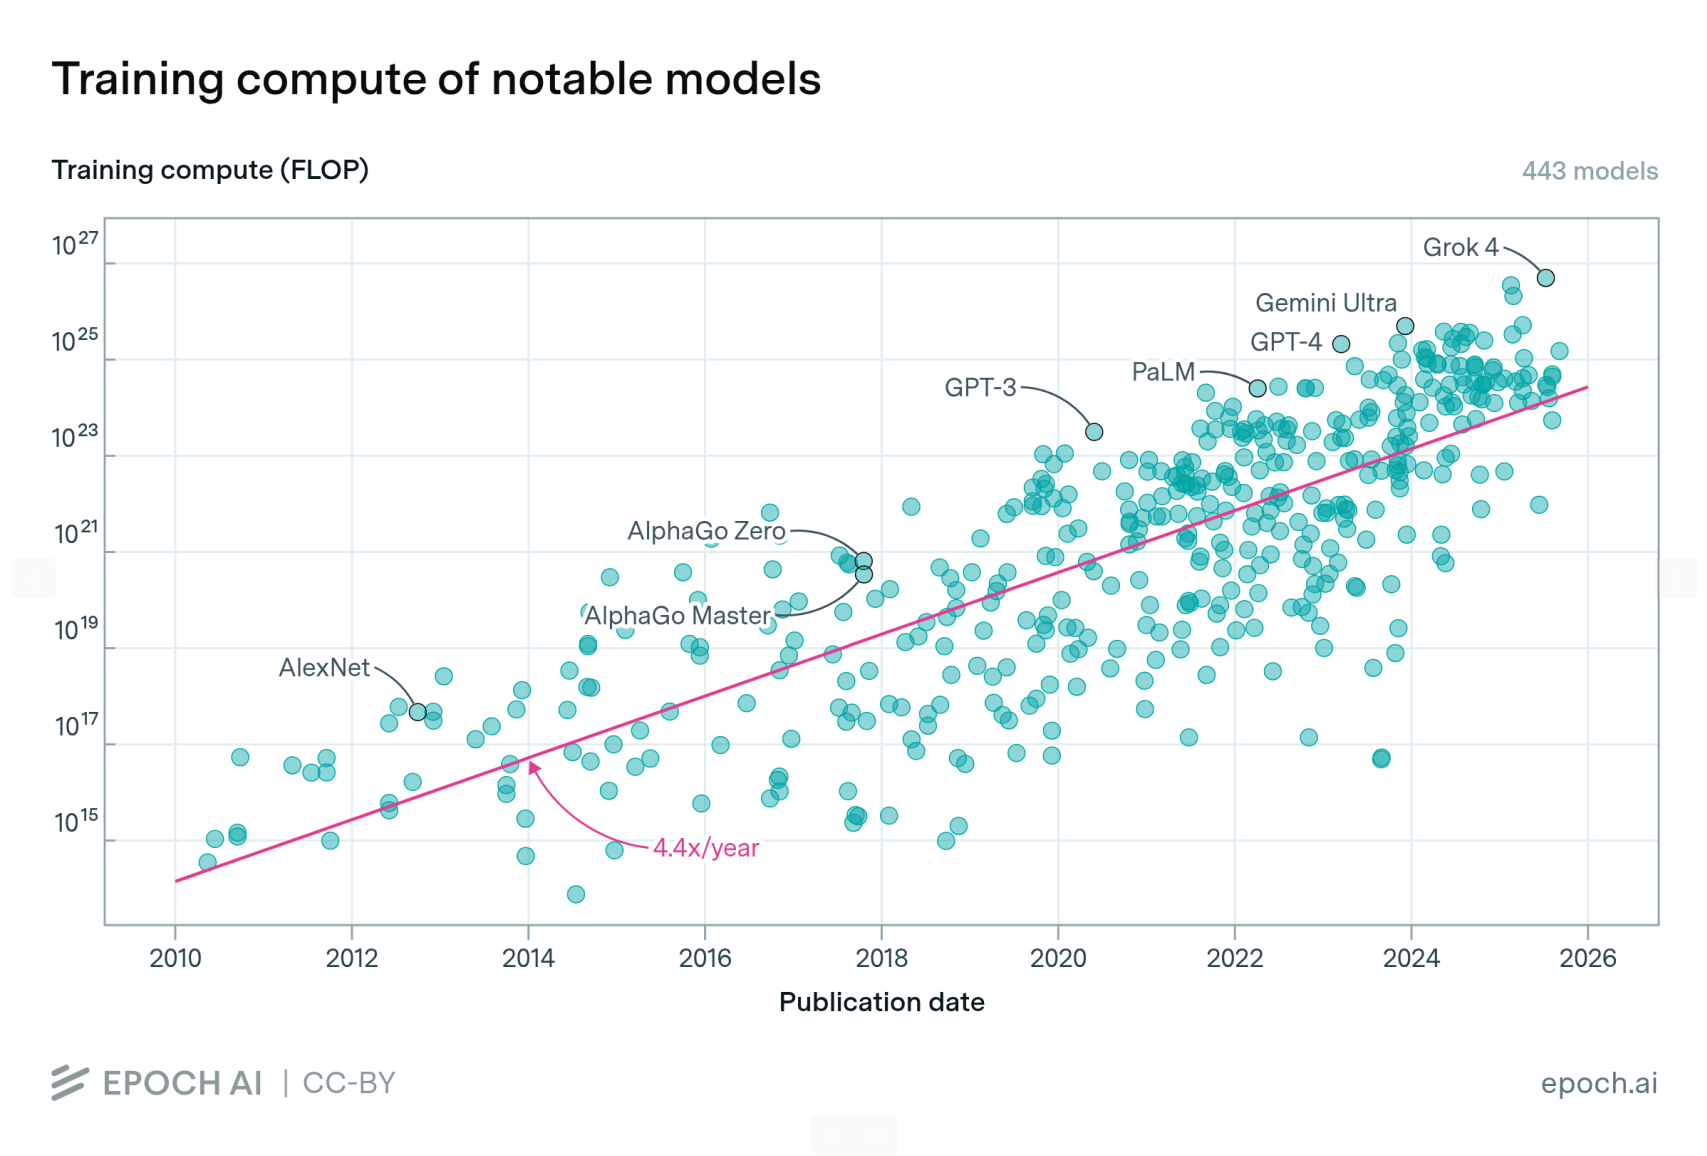 Training compute of notable models
Training compute (FLOP)
443 models
10^27
10^25
10^23
10^21
10^19
10^17
10^15
Grok 4
Gemini Ultra
GPT-4
PaLM
GPT-3
AlphaGo Zero
AlphaGo Master
AlexNet
4.4x/year
2010 2012 2014 2016 2018 2020 2022 2024 2026
Publication date
EPOCH AI | CC-BY
epoch.ai